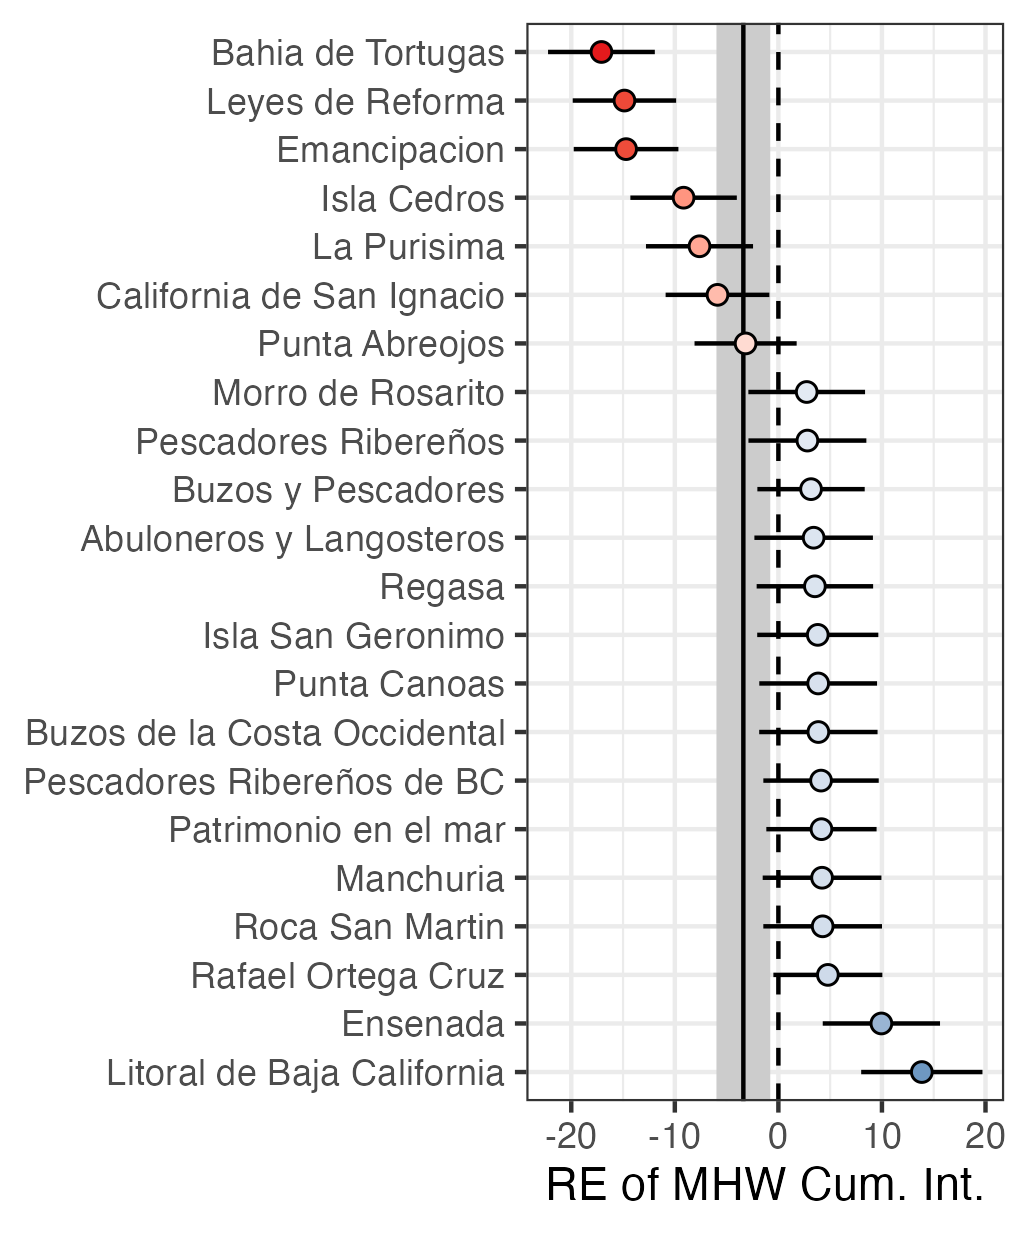 Bahia de Tortugas
Leyes de Reforma
Emancipacion
Isla Cedros
La Purisima
California de San Ignacio
Punta Abreojos
Morro de Rosarito
Pescadores Ribereños
Buzos y Pescadores
Abuloneros y Langosteros
Regasa
Isla San Geronimo
Punta Canoas
Buzos de la Costa Occidental
Pescadores Ribereños de BC
Patrimonio en el mar
Manchuria
Roca San Martin
Rafael Ortega Cruz
Ensenada
Litoral de Baja California
-20 -10 0 10 20
RE of MHW Cum. Int.